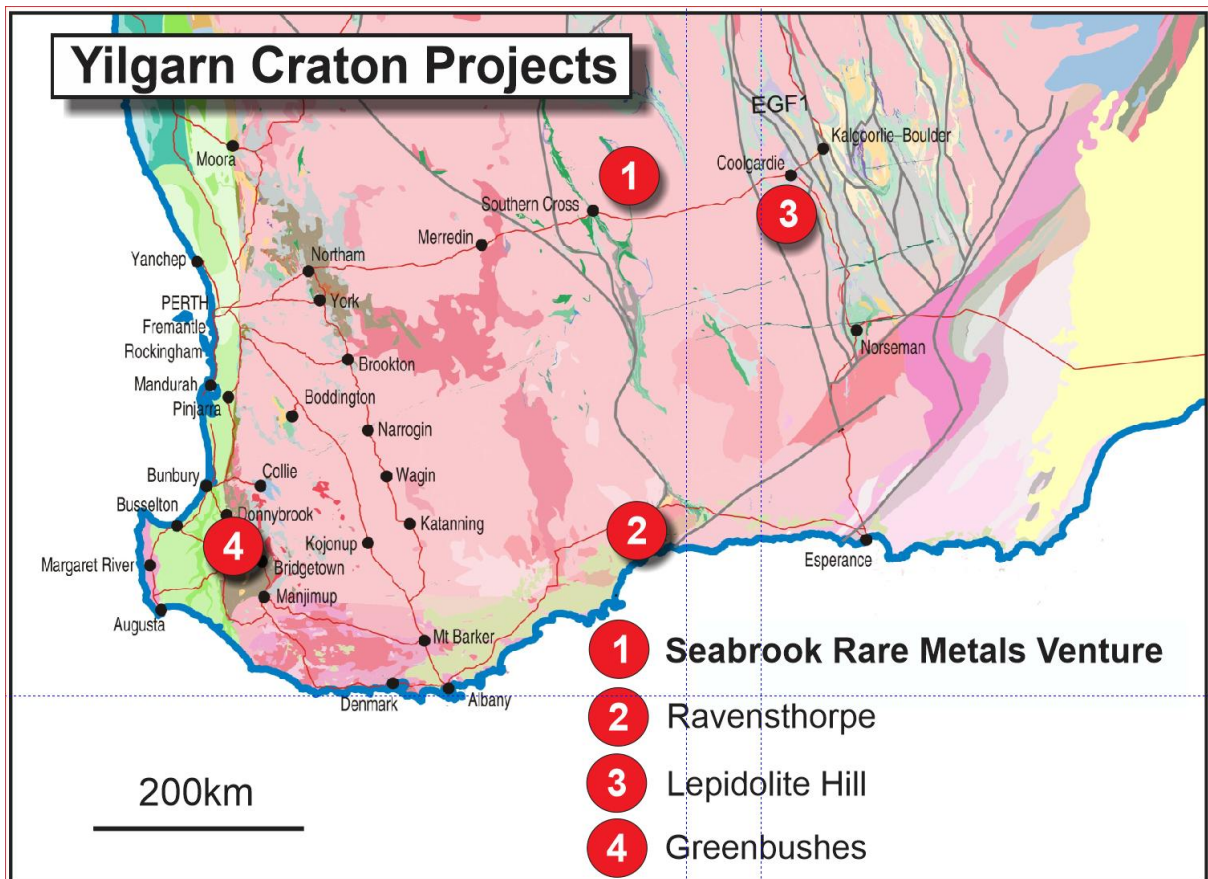 Yilgarn Craton Projects
EGF1
Kalgoorlie-Boulder
Moora
Coolgardie
1
Southern Cross
3
Merredin
Northam
Yanchep
York
PERTH
Fremantle
Norseman
Rockingham
Brookton
Mandurah
Boddington
Pinjarra
Narrogin
Bunbury
Collie
Wagin
Busselton
Donnybrook
Katanning
2
4
Kojonup
Esperance
Margaret River
Bridgetown
Manjimup
Augusta
Mt Barker
Denmark
Albany
1 Seabrook Rare Metals Venture
2 Ravensthorpe
3 Lepidolite Hill
4 Greenbushes
200km